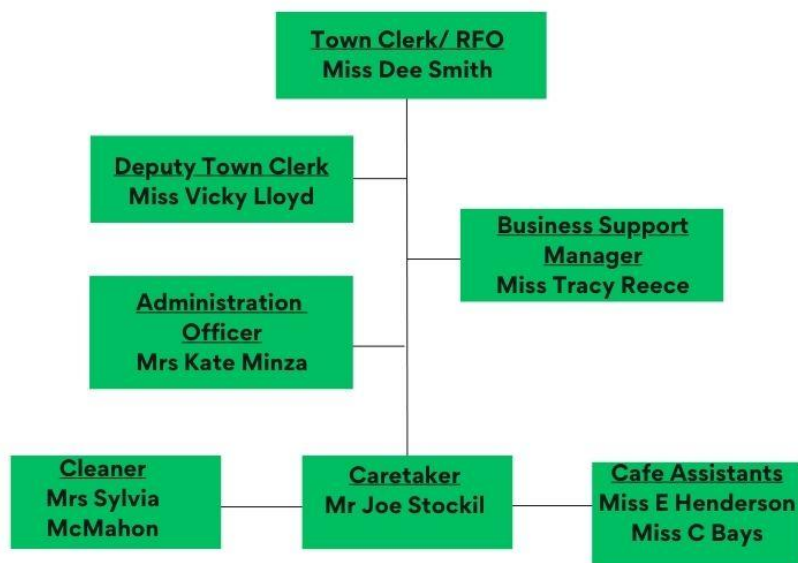 Town Clerk/ RFO
Miss Dee Smith
Deputy Town Clerk
Miss Vicky Lloyd
Business Support
Manager
Miss Tracy Reece
Administration
Officer
Mrs Kate Minza
Cleaner
Mrs Sylvia
McMahon
Caretaker
Mr Joe Stockil
Cafe Assistants
Miss E Henderson
Miss C Bays